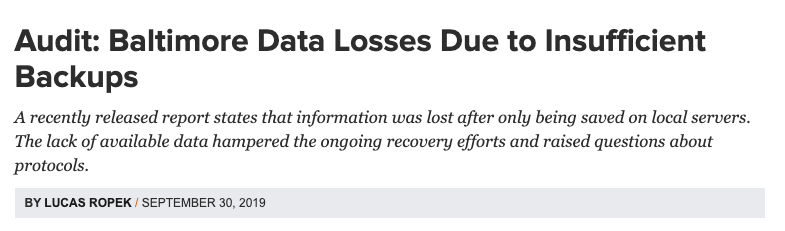 Audit: Baltimore Data Losses Due to Insufficient
Backups
A recently released report states that information was lost after only being saved on local servers.
The lack of available data hampered the ongoing recovery efforts and raised questions about
protocols.
BY LUCAS ROPEK / SEPTEMBER 30, 2019